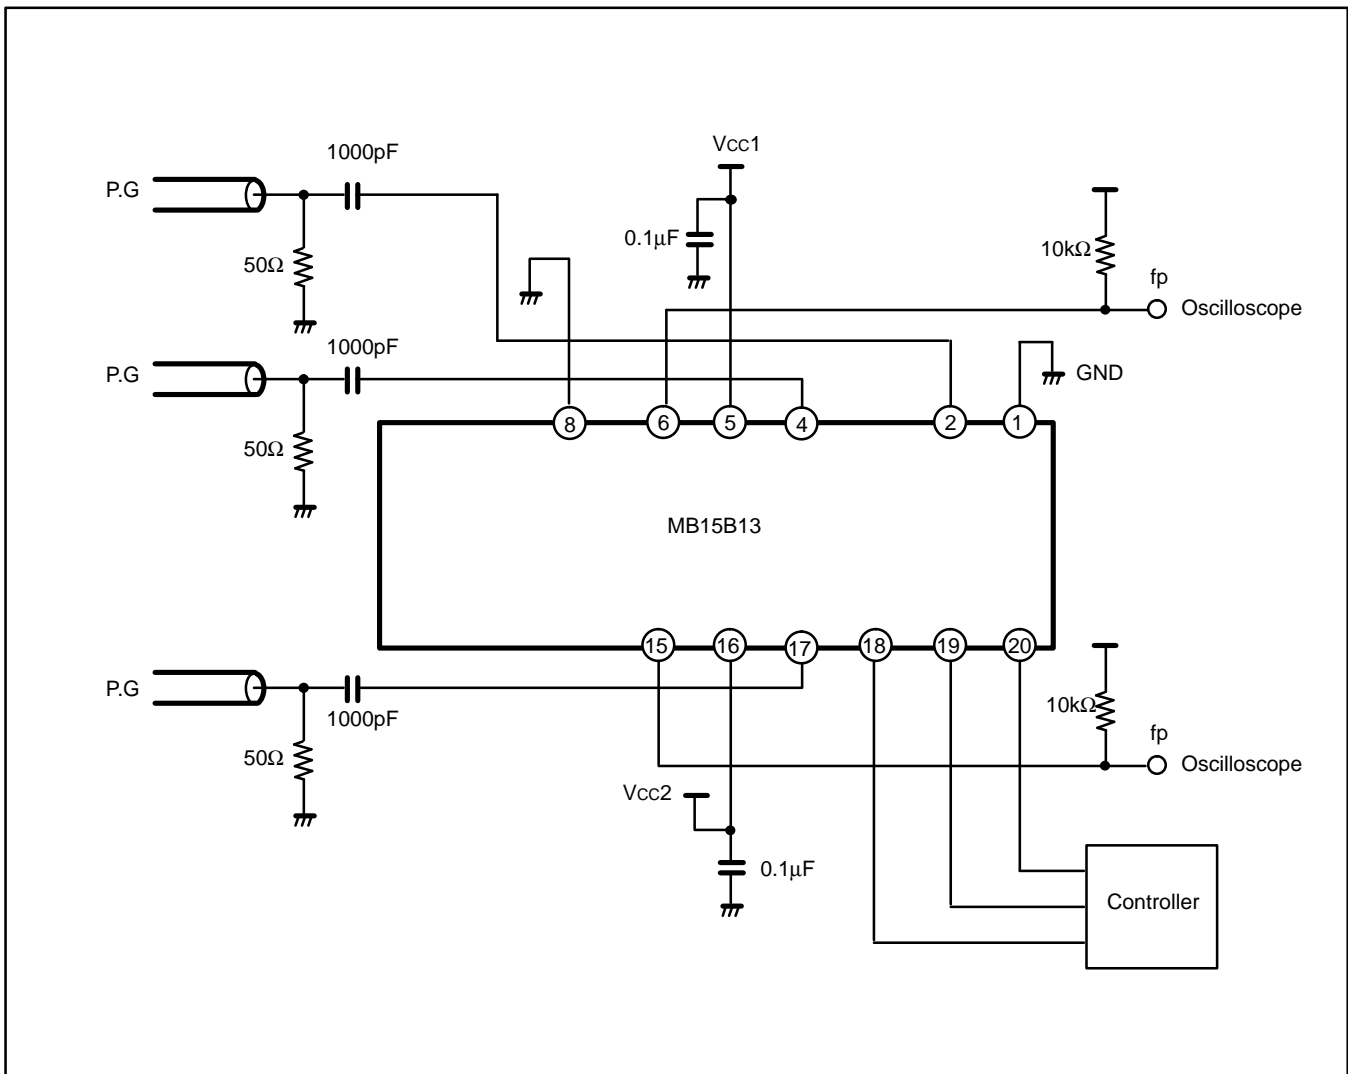 1000pF
VCC1
P.G
50Ω
0.1µF
10kΩ
fp
Oscilloscope
1000pF
P.G
GND
50Ω
8
6
5
4
2
1
MB15B13
15
16
17
18
19
20
P.G
1000pF
50Ω
10kΩ
fp
Oscilloscope
VCC2
0.1µF
Controller